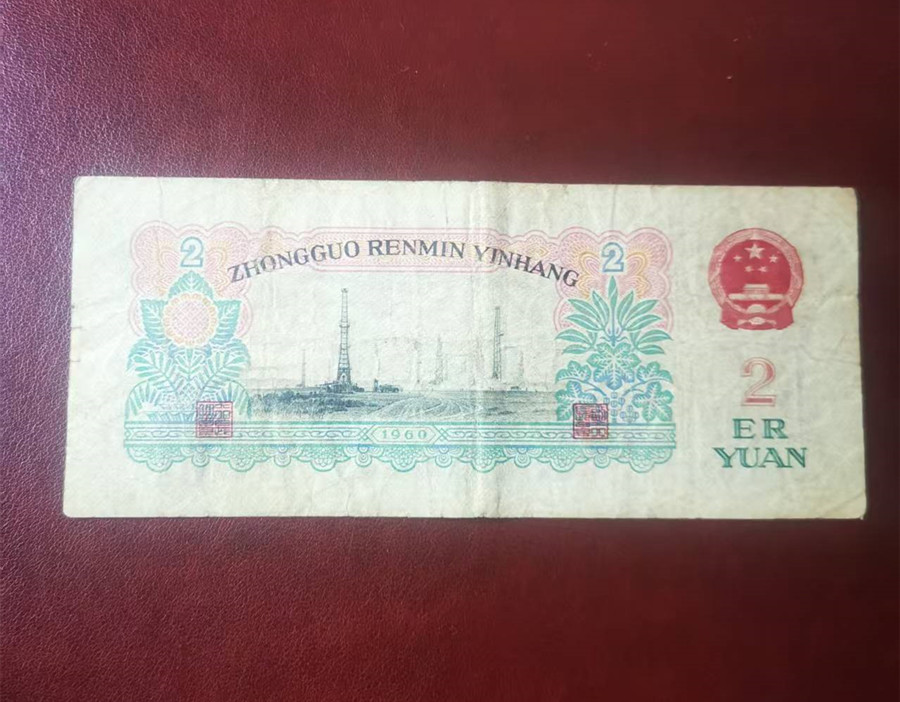 2 2
ZHONGGUO RENMIN YINHANG
2
ER
YUAN
1960